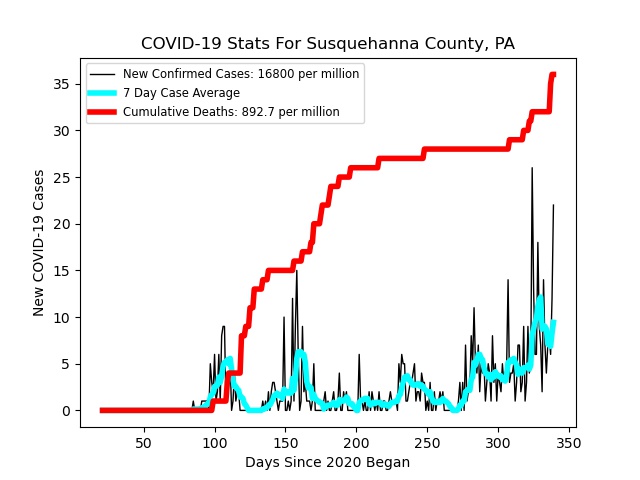 COVID-19 Stats For Susquehanna County, PA
New Confirmed Cases: 16800 per million
7 Day Case Average
Cumulative Deaths: 892.7 per million
New COVID-19 Cases
35
30
25
20
15
10
5
0
50
100
150
200
250
300
350
Days Since 2020 Began